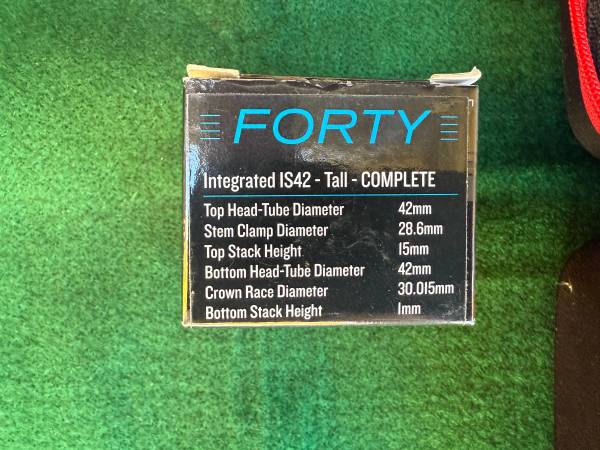 FORTY
Integrated IS42 - Tall - COMPLETE
Top Head-Tube Diameter 42mm
Stem Clamp Diameter 28.6mm
Top Stack Height 15mm
Bottom Head-Tube Diameter 42mm
Crown Race Diameter 30.015mm
Bottom Stack Height 1mm